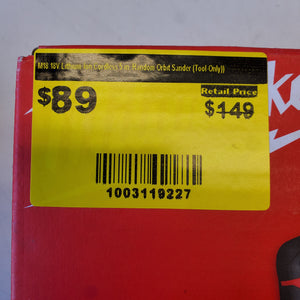 M18 18V Lithium-Ion Cordless 5 in. Random Orbit Sander (Tool-Only))
$89
Retail Price
$149
1003119227